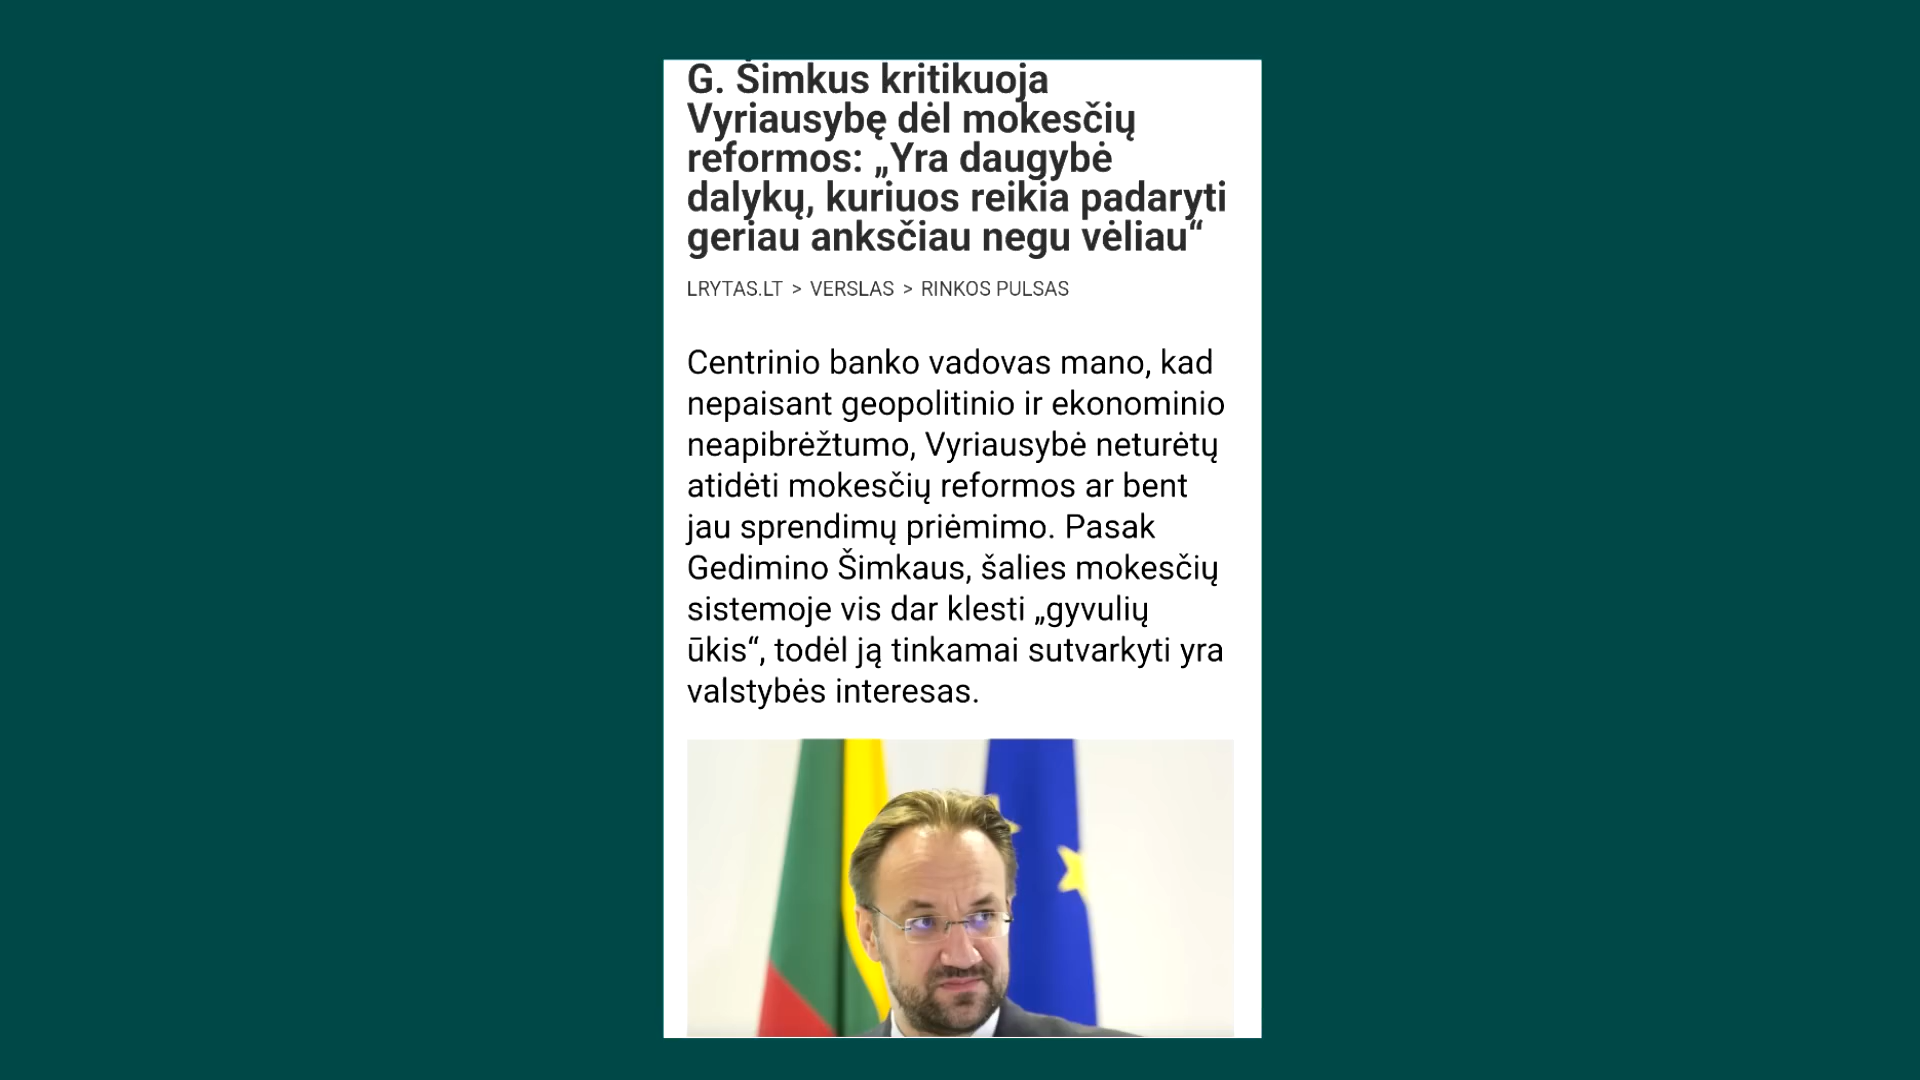 G. Šimkus kritikuoja
Vyriausybę dėl mokesčių
reformos: „Yra daugybė
dalykų, kuriuos reikia padaryti
geriau anksčiau negu vėliau“
LRYTAS.LT > VERSLAS > RINKOS PULSAS
Centrinio banko vadovas mano, kad
nepaisant geopolitinio ir ekonominio
neapibrėžtumo, Vyriausybė neturėtų
atidėti mokesčių reformos ar bent
jau sprendimų priėmimo. Pasak
Gedimino Šimkaus, šalies mokesčių
sistemoje vis dar klesti „gyvulių
ūkis“, todėl ją tinkamai sutvarkyti yra
valstybės interesas.